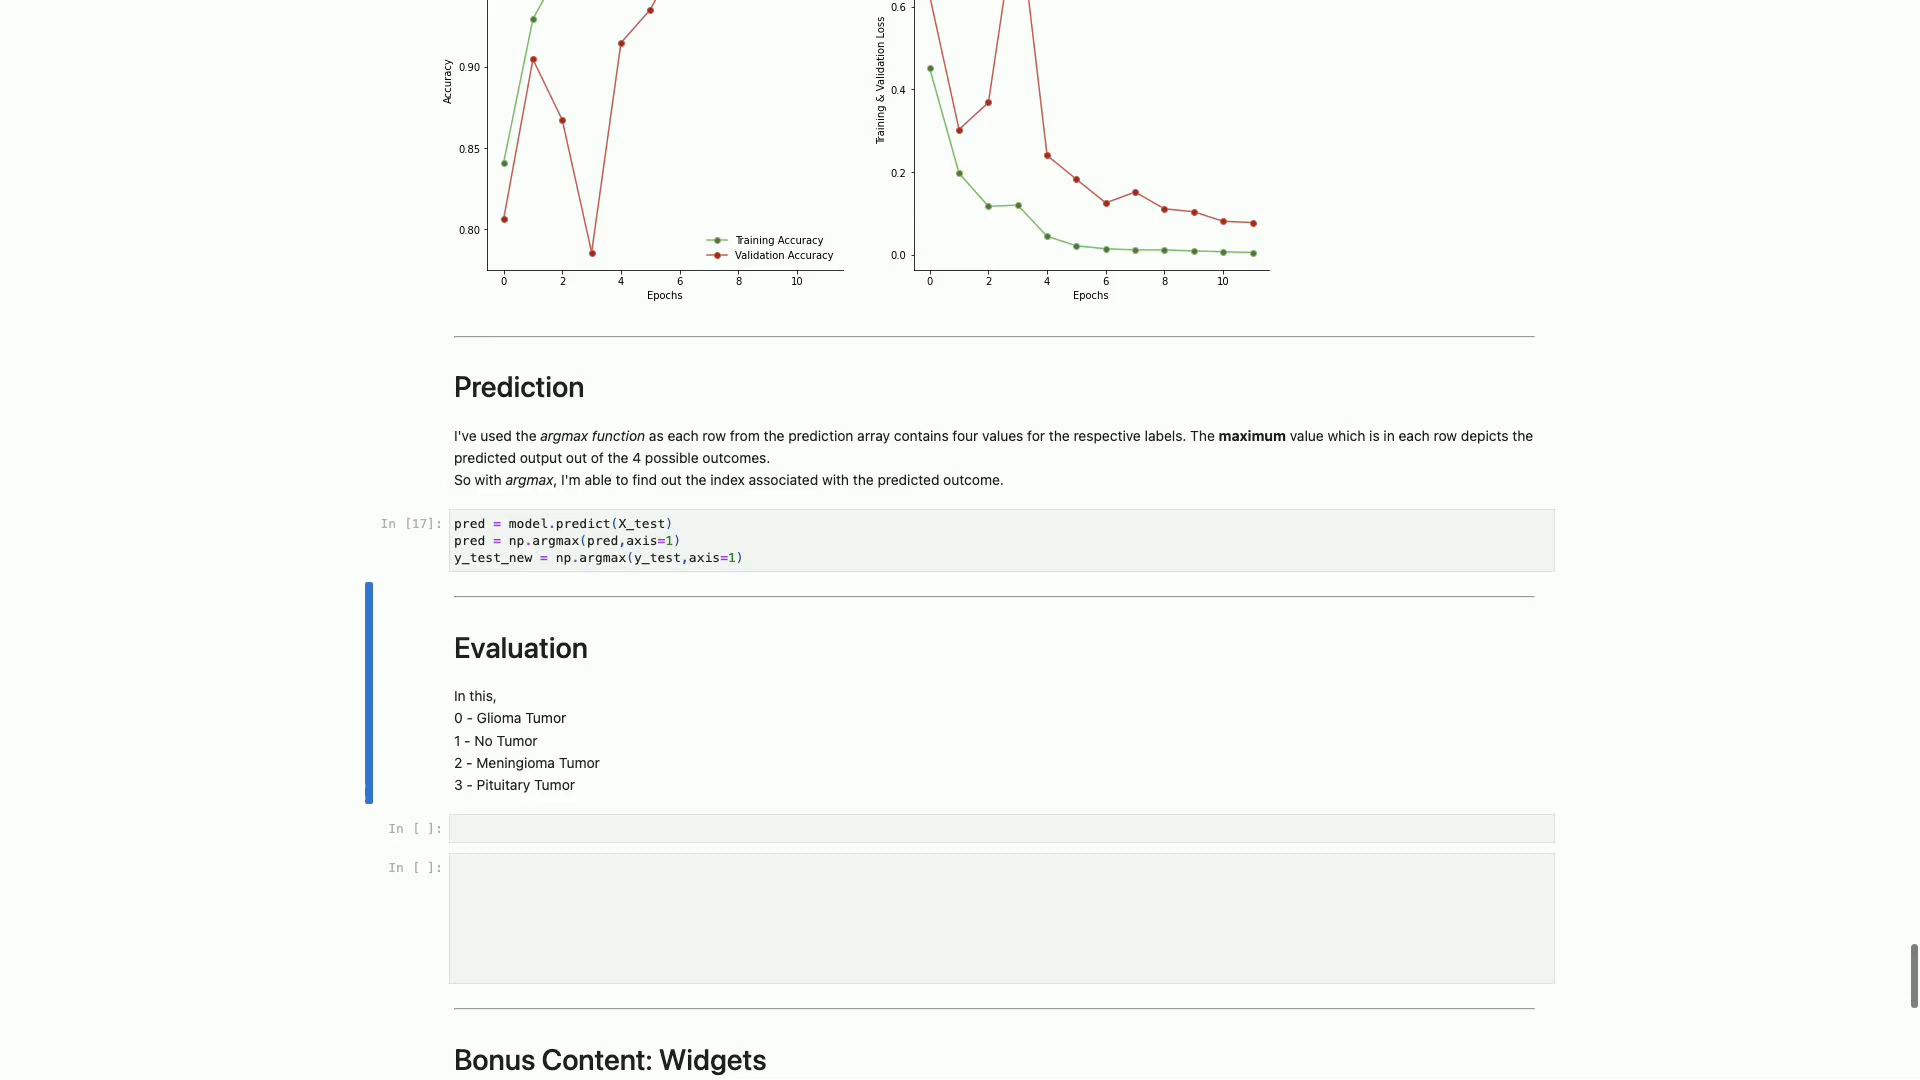 0.90
0.85
0.80
Accuracy
Training Accuracy
Validation Accuracy
0 2 4 6 8 10
Epochs
0.6
0.4
0.2
0.0
Training & Validation Loss
0 2 4 6 8 10
Epochs
Prediction
I've used the argmax function as each row from the prediction array contains four values for the respective labels. The maximum value which is in each row depicts the
predicted output out of the 4 possible outcomes.
So with argmax, I'm able to find out the index associated with the predicted outcome.
In [17]: pred = model.predict(X_test)
pred = np.argmax(pred,axis=1)
y_test_new = np.argmax(y_test,axis=1)
Evaluation
In this,
0 - Glioma Tumor
1 - No Tumor
2 - Meningioma Tumor
3 - Pituitary Tumor
In [ ]:
In [ ]:
Bonus Content: Widgets